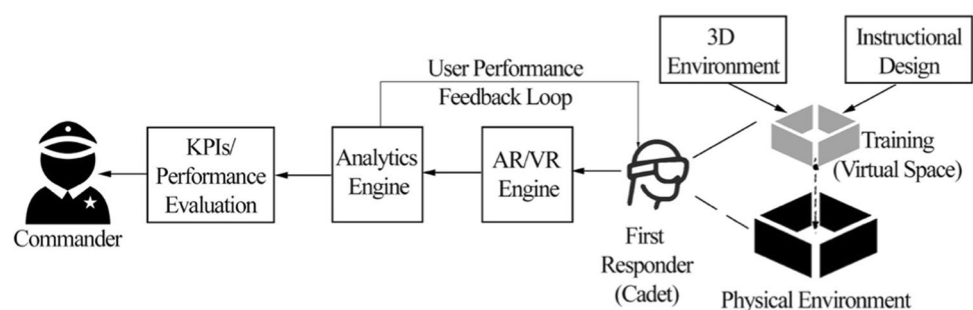 3D
Environment
Instructional
Design
User Performance
Feedback Loop
KPIs/
Performance
Evaluation
Analytics
Engine
AR/VR
Engine
Training
(Virtual Space)
Commander
First
Responder
(Cadet)
Physical Environment